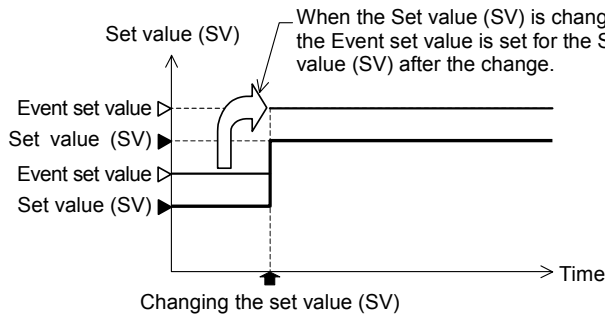 When the Set value (SV) is
the Event set value is set for the
value (SV) after the change.
Set value (SV)
Event set value
Set value (SV)
Event set value
Set value (SV)
Time
Changing the set value (SV)